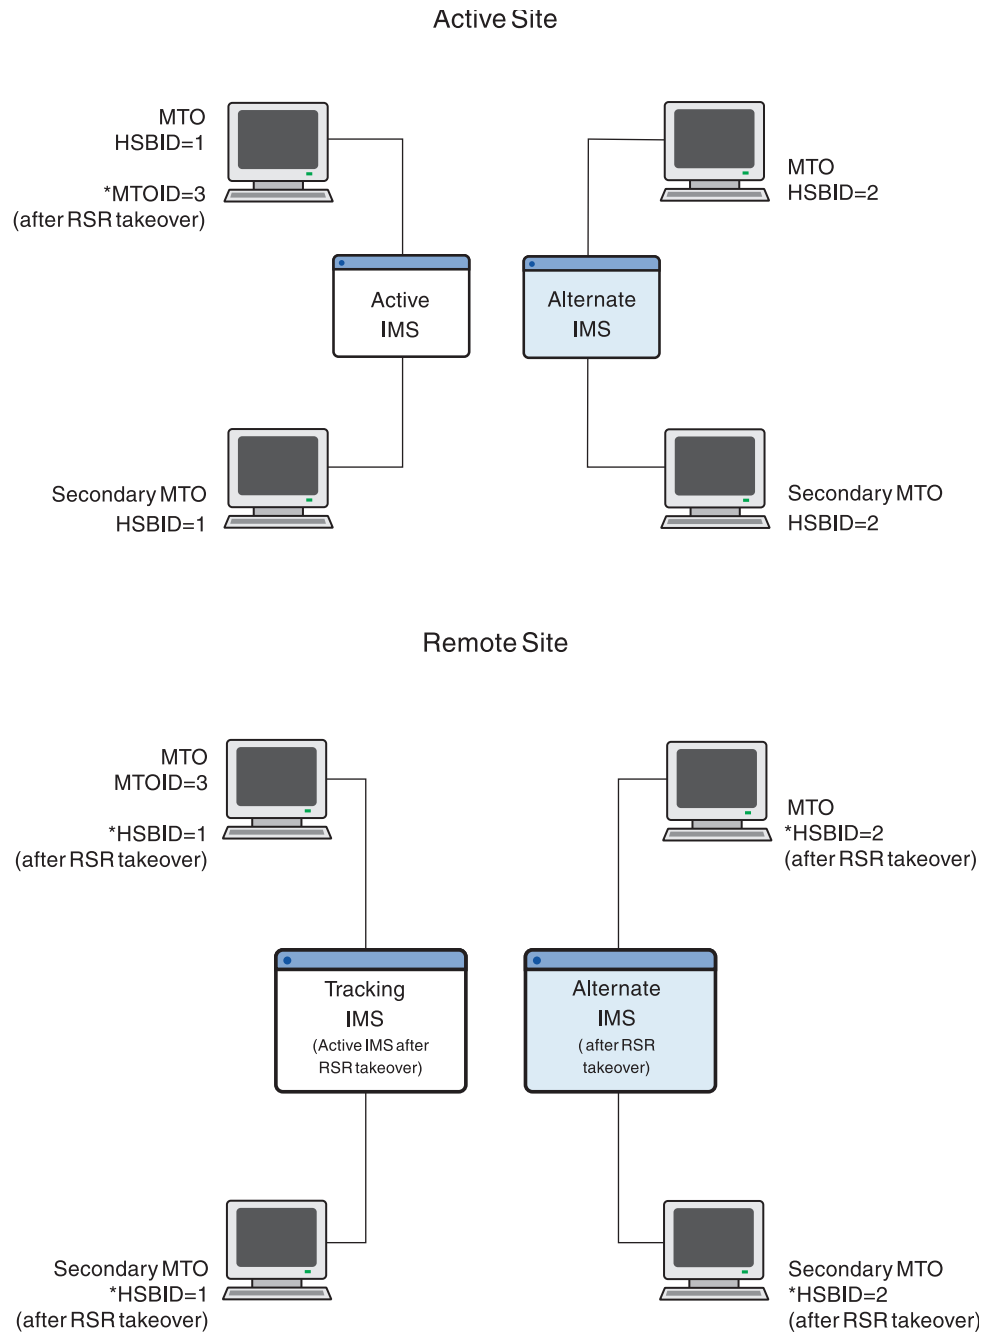 Active Site
MTO
HSBID=1
*MTOID=3
(after RSR takeover)
MTO
HSBID=2
Active
IMS
Alternate
IMS
Secondary MTO
HSBID=1
Secondary MTO
HSBID=2
Remote Site
MTO
MTOID=3
*HSBID=1
(after RSR takeover)
MTO
*HSBID=2
(after RSR takeover)
Tracking
IMS
(Active IMS after
RSR takeover)
Alternate
IMS
( after RSR
takeover)
Secondary MTO
*HSBID=1
(after RSR takeover)
Secondary MTO
*HSBID=2
(after RSR takeover)